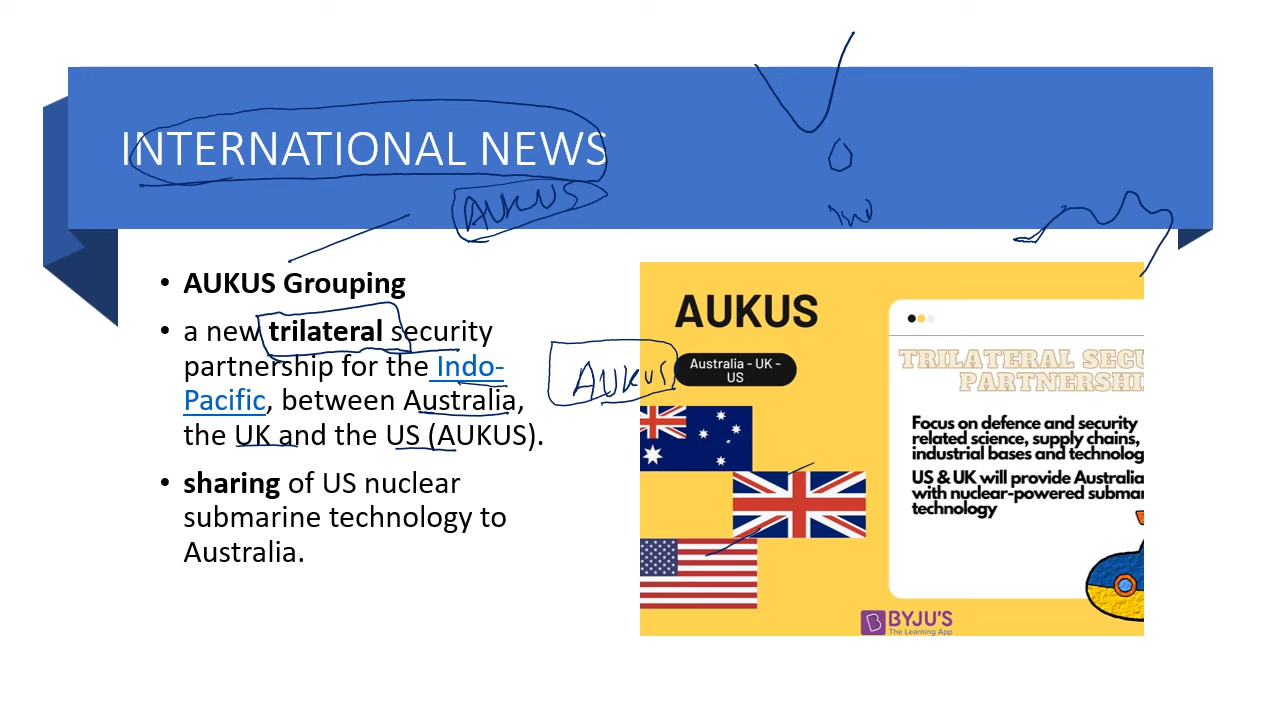 INTERNATIONAL NEWS
AUKUS
• AUKUS Grouping
• a new trilateral security
partnership for the Indo-
Pacific, between Australia,
the UK and the US (AUKUS).
• sharing of US nuclear
submarine technology to
Australia.
AUKUS
AUKUS
Australia - UK -
US
TRILATERAL SECU
PARTNERSHI
Focus on defence and security
related science, supply chains,
industrial bases and technolog
US & UK will provide Australia
with nuclear-powered submar
technology
BYJU'S
The Learning App